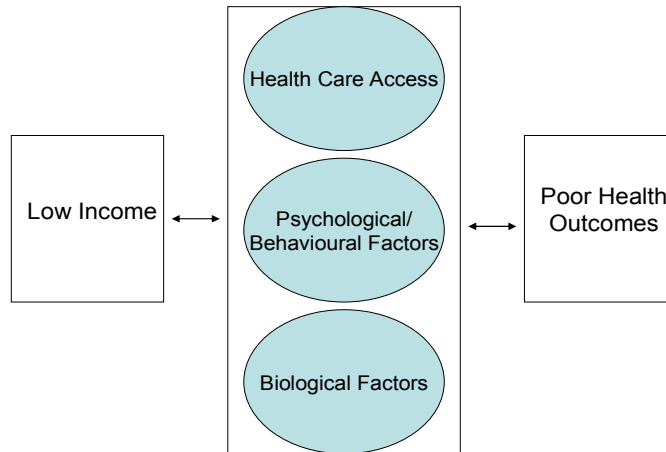 Health Care Access
Low Income
Psychological/
Behavioural Factors
Poor Health
Outcomes
Biological Factors